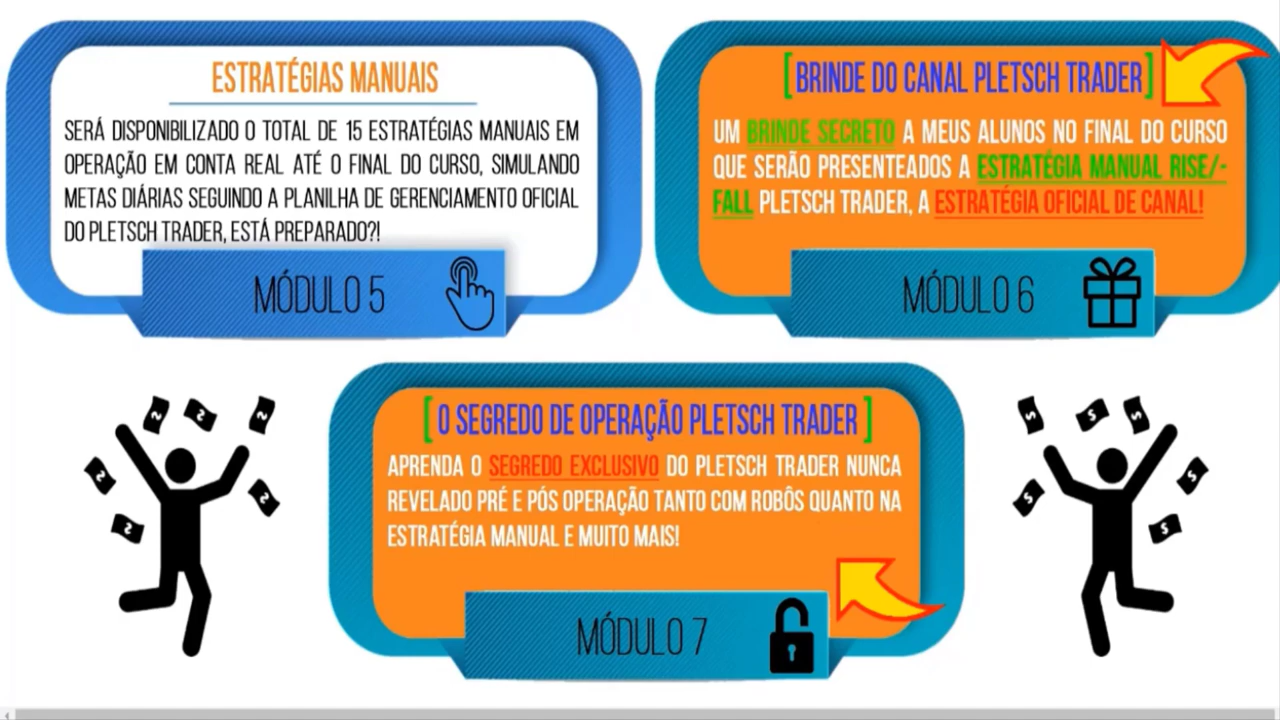 ESTRATÉGIAS MANUAIS
SERÁ DISPONIBILIZADO O TOTAL DE 15 ESTRATÉGIAS MANUAIS EM
OPERAÇÃO EM CONTA REAL ATÉ O FINAL DO CURSO, SIMULANDO
METAS DIÁRIAS SEGUINDO A PLANILHA DE GERENCIAMENTO OFICIAL
DO PLETSCH TRADER, ESTÁ PREPARADO?!
MÓDULO 5
[BRINDE DO CANAL PLETSCH TRADER]
UM BRINDE SECRETO A MEUS ALUNOS NO FINAL DO CURSO
QUE SERÃO PRESENTEADOS A ESTRATÉGIA MANUAL RISE/-
FALL PLETSCH TRADER, A ESTRATÉGIA OFICIAL DE CANAL!
MÓDULO 6
[O SEGREDO DE OPERAÇÃO PLETSCH TRADER]
APRENDA O SEGREDO EXCLUSIVO DO PLETSCH TRADER NUNCA
REVELADO PRÉ E PÓS OPERAÇÃO TANTO COM ROBÔS QUANTO NA
ESTRATÉGIA MANUAL E MUITO MAIS!
MÓDULO 7